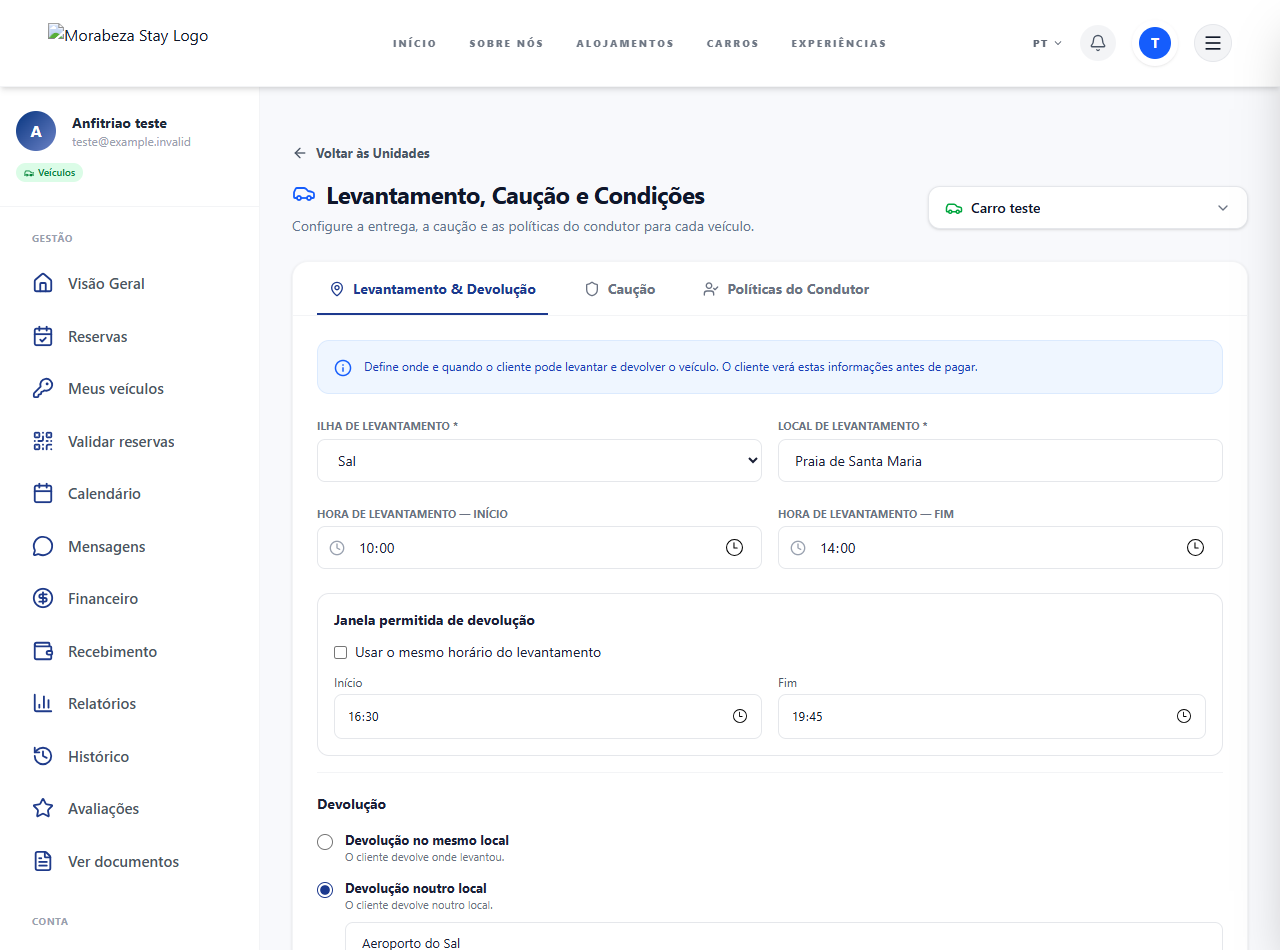 Morabeza Stay Logo
INÍCIO
SOBRE NÓS
ALOJAMENTOS
CARROS
EXPERIÊNCIAS
PT
T
A
Anfitriao teste
teste@example.invalid
Veículos
GESTÃO
Visão Geral
Reservas
Meus veículos
Validar reservas
Calendário
Mensagens
Financeiro
Recebimento
Relatórios
Histórico
Avaliações
Ver documentos
CONTA
Voltar às Unidades
Levantamento, Caução e Condições
Configure a entrega, a caução e as políticas do condutor para cada veículo.
Carro teste
Levantamento & Devolução
Caução
Políticas do Condutor
Define onde e quando o cliente pode levantar e devolver o veículo. O cliente verá estas informações antes de pagar.
ILHA DE LEVANTAMENTO *
LOCAL DE LEVANTAMENTO *
Sal
Praia de Santa Maria
HORA DE LEVANTAMENTO — INÍCIO
HORA DE LEVANTAMENTO — FIM
10:00
14:00
Janela permitida de devolução
Usar o mesmo horário do levantamento
Início
Fim
16:30
19:45
Devolução
Devolução no mesmo local
O cliente devolve onde levantou.
Devolução noutro local
O cliente devolve noutro local.
Aeroporto do Sal